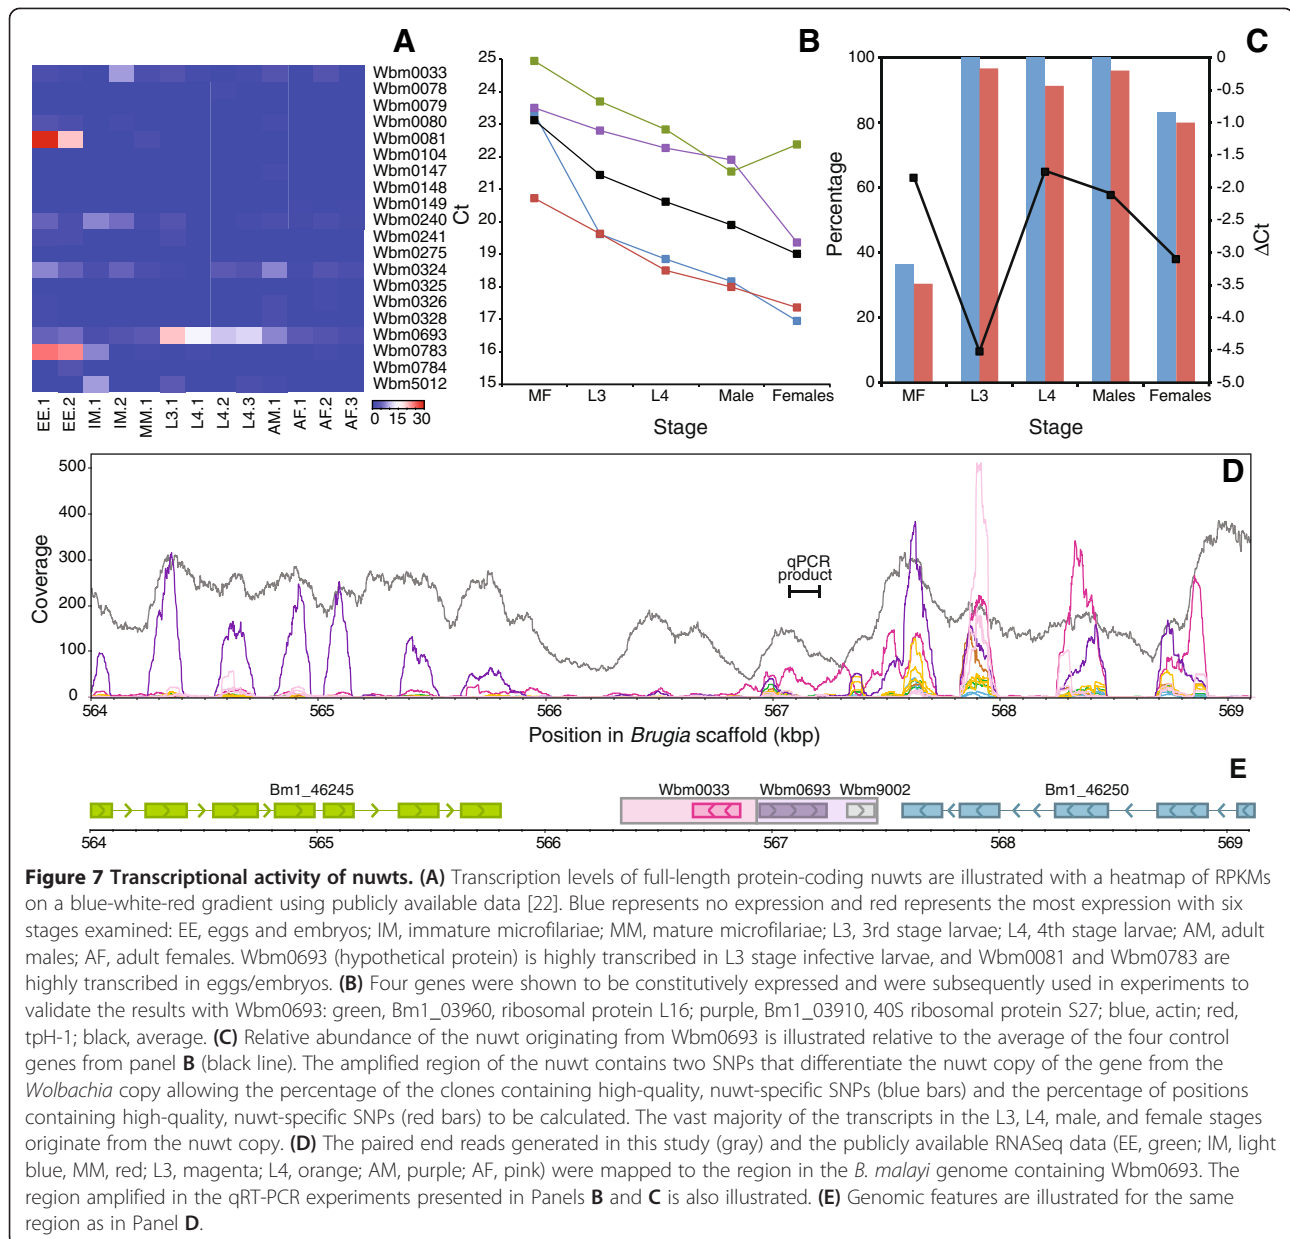 A
Wbm0033
Wbm0078
Wbm0079
Wbm0080
Wbm0081
Wbm0104
Wbm0147
Wbm0148
Wbm0149
Wbm0240
Wbm0241
Wbm0275
Wbm0324
Wbm0325
Wbm0326
Wbm0328
Wbm0693
Wbm0783
Wbm0784
Wbm5012
EE.1
EE.2
IM.1
IM.2
MM.1
L3.1
L4.1
L4.2
L4.3
AM.1
AF.1
AF.2
AF.3
0 15 30
B
25
24
23
22
21
20
19
18
17
16
15
Ct
MF L3 L4 Male Females
Stage
C
100
80
60
40
20
0
Percentage
0
-0.5
-1.0
-1.5
-2.0
-2.5
-3.0
-3.5
-4.0
-4.5
-5.0
ΔCt
MF L3 L4 Males Females
Stage
D
500
400
300
200
100
0
Coverage
qPCR
product
564 565 566 567 568 569
Position in Brugia scaffold (kbp)
E
Bm1_46245 Wbm0033 Wbm0693 Wbm9002 Bm1_46250
564 565 566 567 568 569
Figure 7 Transcriptional activity of nuwts. (A) Transcription levels of full-length protein-coding nuwts are illustrated with a heatmap of RPKMs
on a blue-white-red gradient using publicly available data [22]. Blue represents no expression and red represents the most expression with six
stages examined: EE, eggs and embryos; IM, immature microfilariae; MM, mature microfilariae; L3, 3rd stage larvae; L4, 4th stage larvae; AM, adult
males; AF, adult females. Wbm0693 (hypothetical protein) is highly transcribed in L3 stage infective larvae, and Wbm0081 and Wbm0783 are
highly transcribed in eggs/embryos. (B) Four genes were shown to be constitutively expressed and were subsequently used in experiments to
validate the results with Wbm0693: green, Bm1_03960, ribosomal protein L16; purple, Bm1_03910, 40S ribosomal protein S27; blue, actin; red,
tpH-1; black, average. (C) Relative abundance of the nuwt originating from Wbm0693 is illustrated relative to the average of the four control
genes from panel B (black line). The amplified region of the nuwt contains two SNPs that differentiate the nuwt copy of the gene from the
Wolbachia copy allowing the percentage of the clones containing high-quality, nuwt-specific SNPs (blue bars) and the percentage of positions
containing high-quality, nuwt-specific SNPs (red bars) to be calculated. The vast majority of the transcripts in the L3, L4, male, and female stages
originate from the nuwt copy. (D) The paired end reads generated in this study (gray) and the publicly available RNASeq data (EE, green; IM, light
blue, MM, red; L3, magenta; L4, orange; AM, purple; AF, pink) were mapped to the region in the B. malayi genome containing Wbm0693. The
region amplified in the qRT-PCR experiments presented in Panels B and C is also illustrated. (E) Genomic features are illustrated for the same
region as in Panel D.